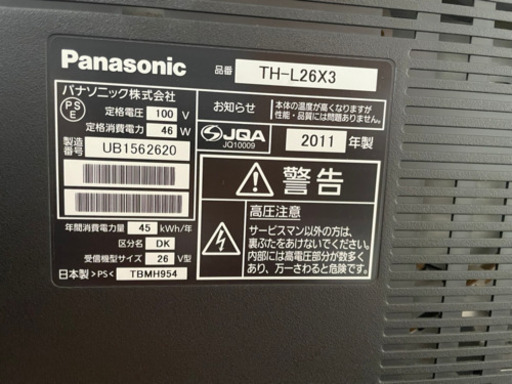 Panasonic
品番 TH-L26X3
パナソニック株式会社
PS
E
定格電圧 100 V
定格消費電力 46 W
製造
番号 UB1562620
年間消費電力量 45 kWh/年
区分名 DK
受信機型サイズ 26 V型
日本製 >PS< TBMH954
お知らせ
本体の温度が高くなりますが
性能・品質には問題ありません。
JQA
JQ10009
2011 年製
警告
高圧注意
サービスマン以外の方は、
裏ぶたをあけないでください。
内部には高電圧部分が数多く
あり、万一さわると危険です。